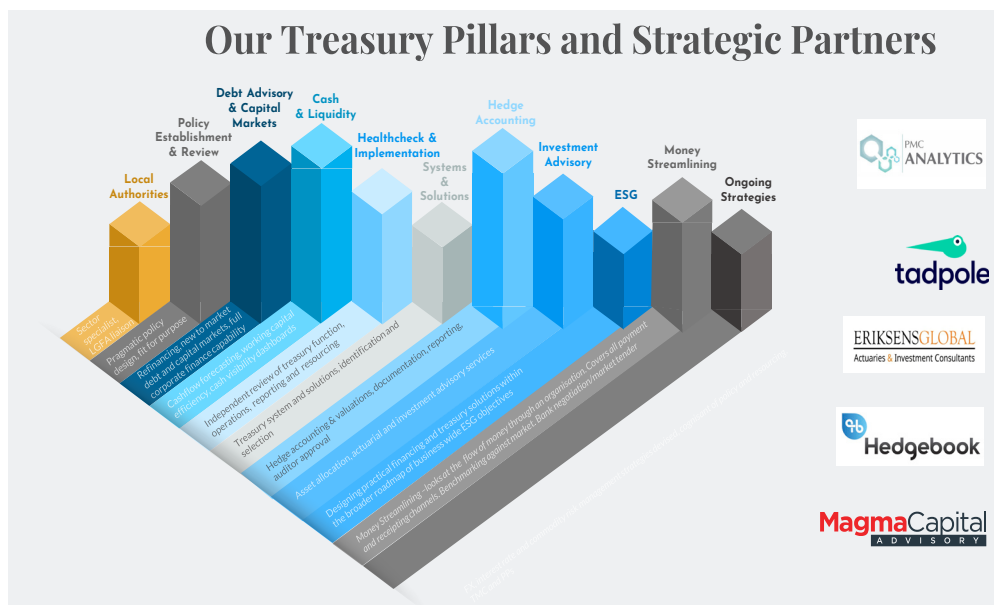 Our Treasury Pillars and Strategic Partners
Local
Authorities
Policy
Establishment
& Review
Debt Advisory
& Capital
Markets
Cash
& Liquidity
Healthcheck &
Implementation
Systems
&
Solutions
Hedge
Accounting
Investment
Advisory
ESG
Money
Streamlining
Ongoing
Strategies
Sector
specialist,
LGFA liaison
Pragmatic policy
design, fit for purpose
Refinancing, new to market
debt and capital markets, full
corporate finance capability
Cashflow forecasting, working capital
efficiency, cash visibility dashboards
Independent review of treasury function,
operations, reporting and resourcing
Treasury system and solutions, identification and
selection
Hedge accounting & valuations, documentation, reporting,
auditor approval
Asset allocation, actuarial and investment advisory services
Designing practical financing and treasury solutions within
the broader roadmap of business wide ESG objectives
Money Streamlining - looks at the flow of money through an organisation. Covers all payment
and receipting channels. Benchmarking against market. Bank negotiation/market tender
PMC
ANALYTICS
tadpole
ERIKSENSGLOBAL
Actuaries & Investment Consultants
Hedgebook
MagmaCapital
ADVISORY